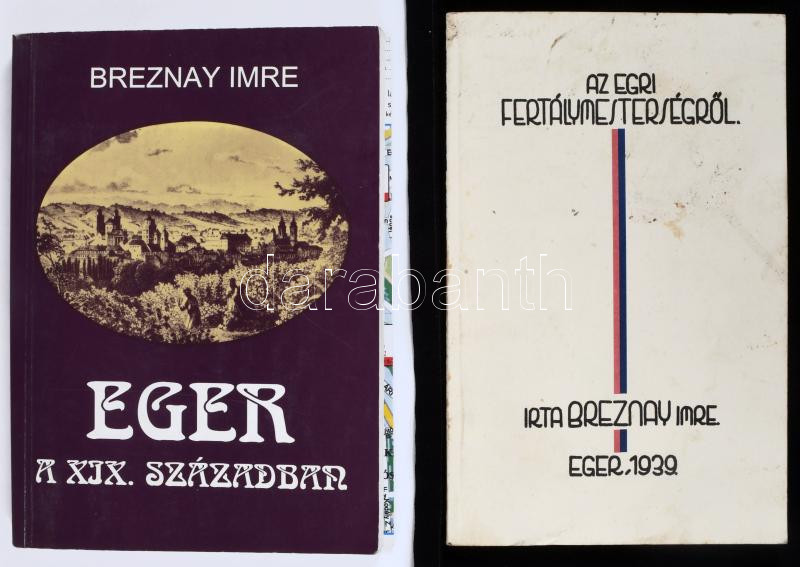 BREZNAY IMRE
EGER
A XIX. SZÁZADBAN
AZ EGRI
FERTÁLYMESTERSÉGRŐL.
IRTA BREZNAY IMRE.
EGER, 1939.
darabanth